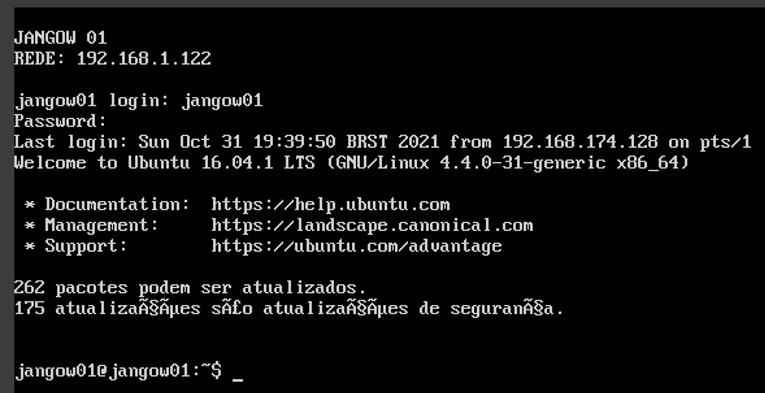 JANGOW 01
REDE: 192.168.1.122
jangow01 login: jangow01
Password:
Last login: Sun Oct 31 19:39:50 BRST 2021 from 192.168.174.128 on pts/1
Welcome to Ubuntu 16.04.1 LTS (GNU/Linux 4.4.0-31-generic x86_64)
* Documentation:  https://help.ubuntu.com
* Management:     https://landscape.canonical.com
* Support:        https://ubuntu.com/advantage
262 pacotes podem ser atualizados.
175 atualizaÃ§Ãµes sÃ£o atualizaÃ§Ãµes de seguranÃ§a.
jangow01@jangow01:~$ _